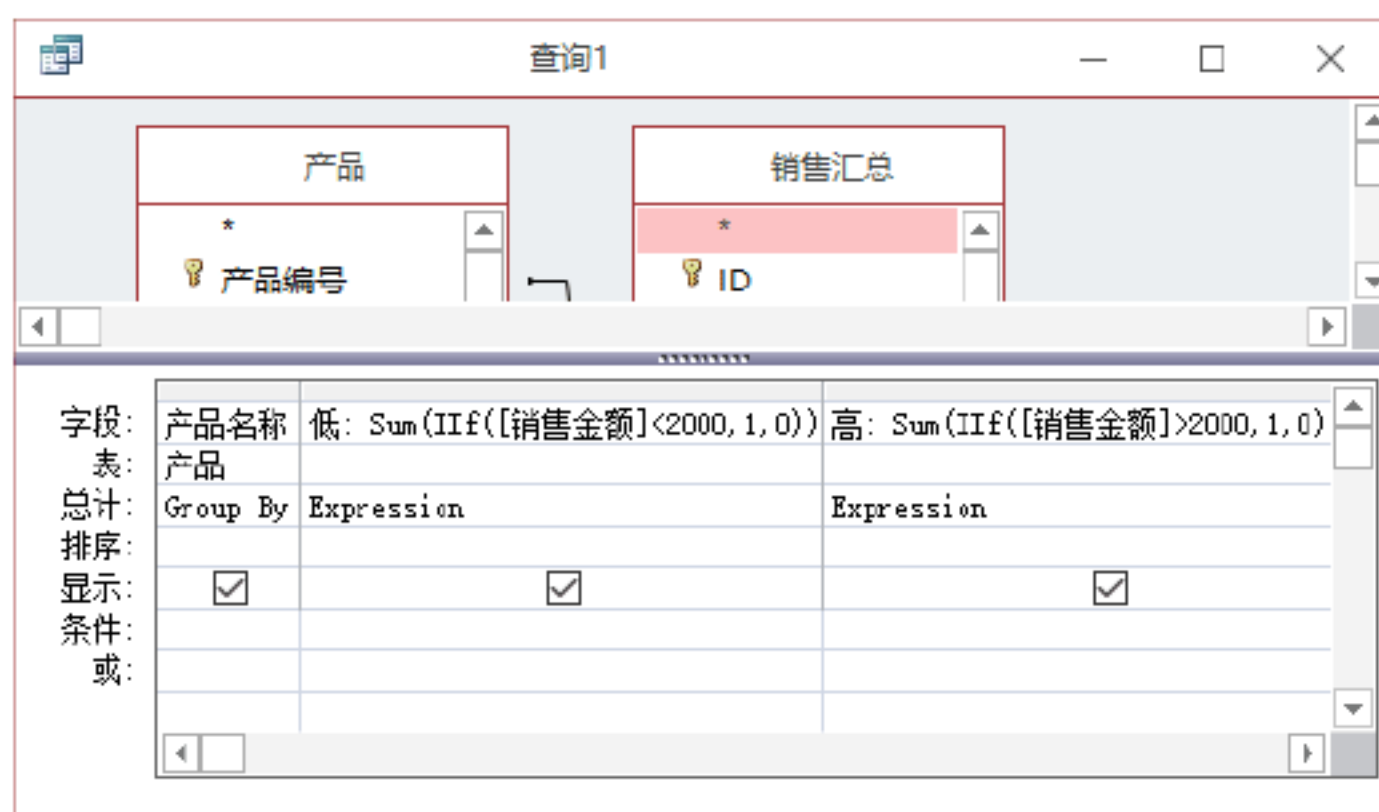 查询1
产品 销售汇总
* *
产品编号 ID
字段: 产品名称 低: Sum(IIf([销售金额]<2000,1,0)) 高: Sum(IIf([销售金额]>2000,1,0)
表: 产品
总计: Group By Expression Expression
排序:
显示:
条件:
或: